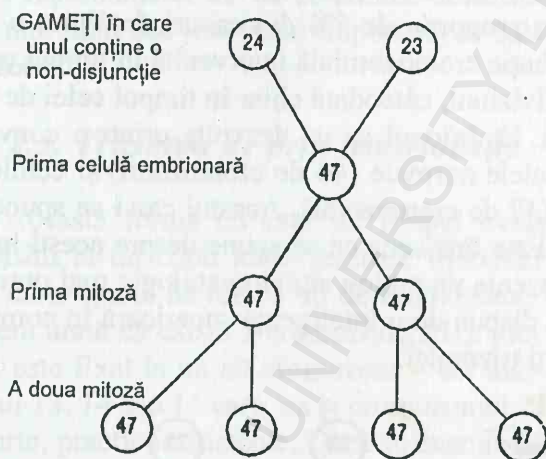 GAMEȚI în care
unul conține o
non-disjuncție
24 23
Prima celulă embrionară
47
Prima mitoză
47 47
A doua mitoză
47 47 47 47
UNIVERSITY